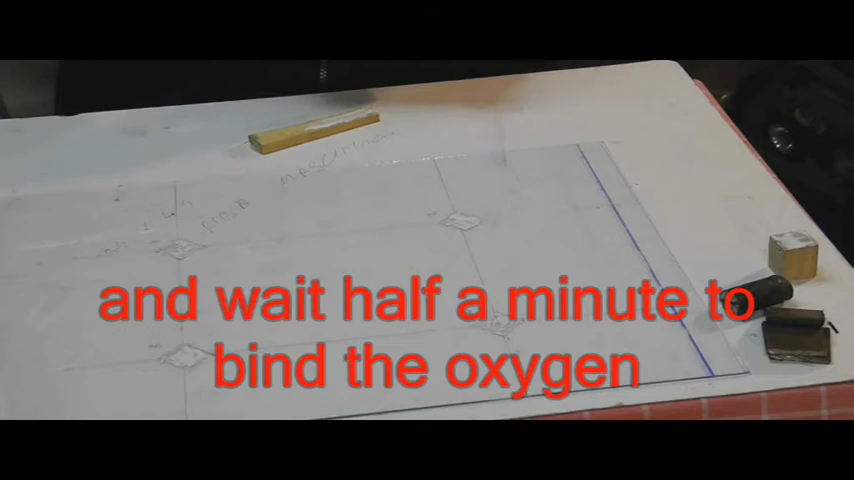 and wait half a minute to
bind the oxygen